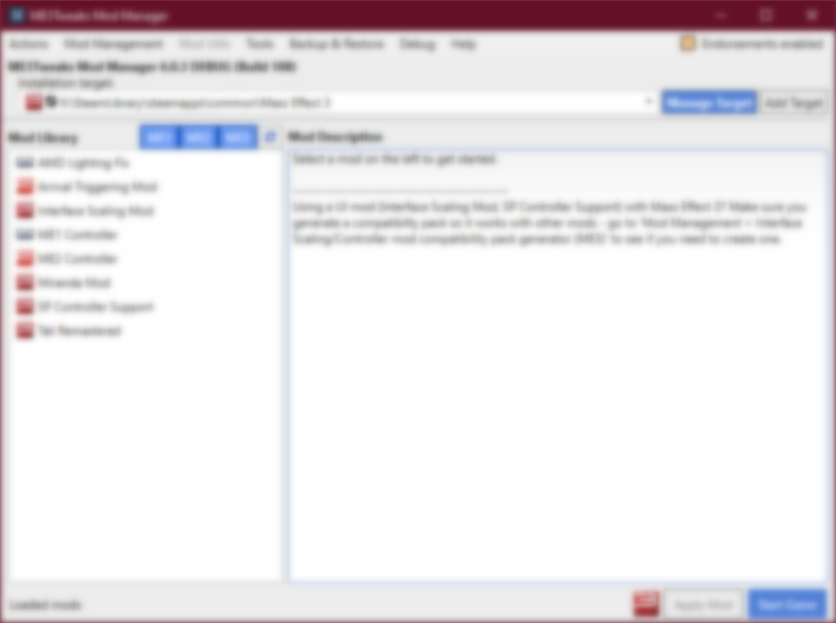 ME3Tweaks Mod Manager
Actions Mod Management Mod Utils Tools Backup & Restore Debug Help Endorsements enabled
ME3Tweaks Mod Manager DEBUG (Build
Installation target:
SteamLibrary\steamapps\common\Mass Effect 3 Manage Target Add Target
Mod Library ME1 ME2 ME3 Mod Description
AMD Lighting Fix
Arrival Triggering Mod
Interface Scaling Mod
ME1 Controller
ME2 Controller
Miranda Mod
SP Controller Support
Tali Remastered
Select a mod on the left to get started.
Using a UI mod (Interface Scaling Mod, SP Controller Support) with Mass Effect 3? Make sure you
generate a compatibility pack so it works with other mods - go to 'Mod Management > Interface
Scaling/Controller mod compatibility pack generator (ME3)' to see if you need to create one.
Loaded mods Apply Mod Start Game